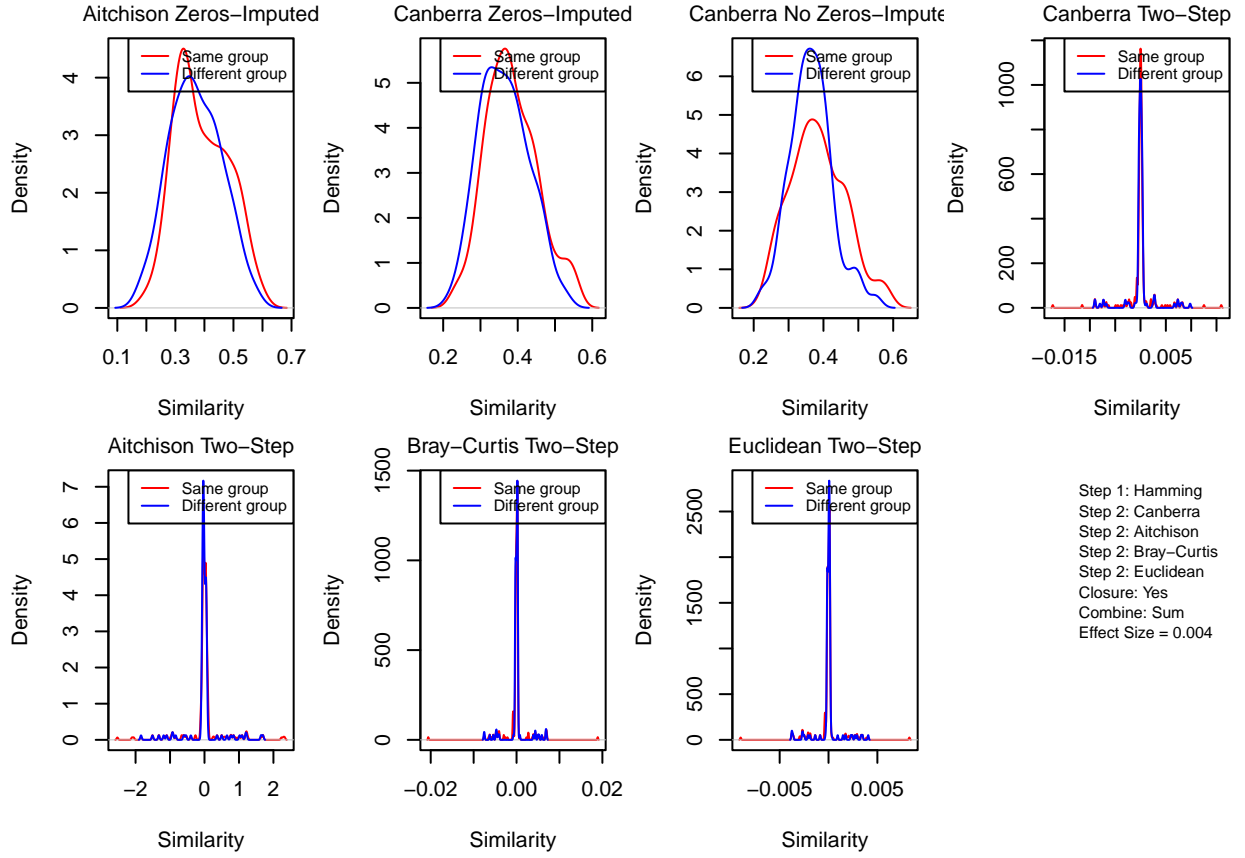 Aitchison Zeros−Imputed
Same group
Different group
Density
0 1 2 3 4
0.1 0.3 0.5 0.7
Similarity
Canberra Zeros−Imputed
Same group
Different group
Density
0 1 2 3 4 5
0.2 0.4 0.6
Similarity
Canberra No Zeros−Impute
Same group
Different group
Density
0 1 2 3 4 5 6
0.2 0.4 0.6
Similarity
Canberra Two−Step
Same group
Different group
Density
0 200 600 1000
−0.015 0.005
Similarity
Aitchison Two−Step
Same group
Different group
Density
0 1 2 3 4 5 6 7
−2 0 1 2
Similarity
Bray−Curtis Two−Step
Same group
Different group
Density
0 500 1000 1500
−0.02 0.00 0.02
Similarity
Euclidean Two−Step
Same group
Different group
Density
0 500 1500 2500
−0.005 0.005
Similarity
Step 1: Hamming
Step 2: Canberra
Step 2: Aitchison
Step 2: Bray−Curtis
Step 2: Euclidean
Closure: Yes
Combine: Sum
Effect Size = 0.004